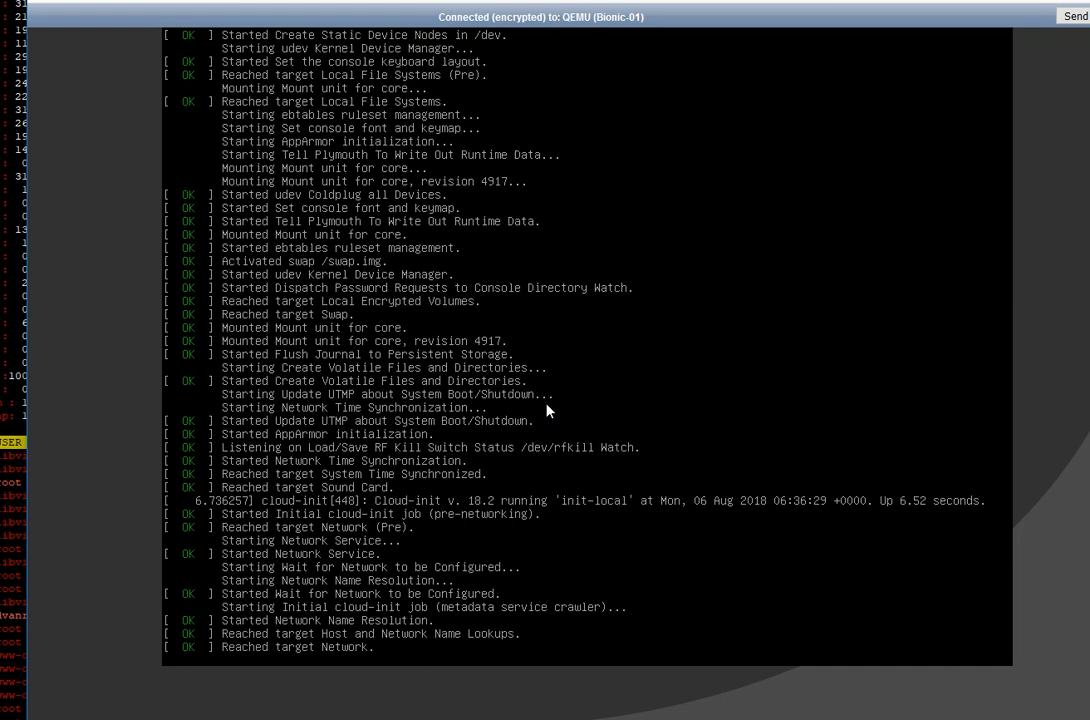 Connected (encrypted) to: QEMU (Bionic-01)
Send
[  OK  ] Started Create Static Device Nodes in /dev.
Starting udev Kernel Device Manager...
[  OK  ] Started Set the console keyboard layout.
[  OK  ] Reached target Local File Systems (Pre).
Mounting Mount unit for core...
[  OK  ] Reached target Local File Systems.
Starting ebtables ruleset management...
Starting Set console font and keymap...
Starting AppArmor initialization...
Starting Tell Plymouth To Write Out Runtime Data...
Mounting Mount unit for core...
Mounting Mount unit for core, revision 4917...
[  OK  ] Started udev Coldplug all Devices.
[  OK  ] Started Set console font and keymap.
[  OK  ] Started Tell Plymouth To Write Out Runtime Data.
[  OK  ] Mounted Mount unit for core.
[  OK  ] Started ebtables ruleset management.
[  OK  ] Activated swap /swap.img.
[  OK  ] Started udev Kernel Device Manager.
[  OK  ] Started Dispatch Password Requests to Console Directory Watch.
[  OK  ] Reached target Local Encrypted Volumes.
[  OK  ] Reached target Swap.
[  OK  ] Mounted Mount unit for core.
[  OK  ] Mounted Mount unit for core, revision 4917.
[  OK  ] Started Flush Journal to Persistent Storage.
Starting Create Volatile Files and Directories...
[  OK  ] Started Create Volatile Files and Directories.
Starting Update UTMP about System Boot/Shutdown...
Starting Network Time Synchronization...
[  OK  ] Started Update UTMP about System Boot/Shutdown.
[  OK  ] Started AppArmor initialization.
[  OK  ] Listening on Load/Save RF Kill Switch Status /dev/rfkill Watch.
[  OK  ] Started Network Time Synchronization.
[  OK  ] Reached target System Time Synchronized.
[  OK  ] Reached target Sound Card.
6.736257] cloud-init[448]: Cloud-init v. 18.2 running 'init-local' at Mon, 06 Aug 2018 06:36:29 +0000. Up 6.52 seconds.
[  OK  ] Started Initial cloud-init job (pre-networking).
[  OK  ] Reached target Network (Pre).
Starting Network Service...
[  OK  ] Started Network Service.
Starting Wait for Network to be Configured...
Starting Network Name Resolution...
[  OK  ] Started Wait for Network to be Configured.
Starting Initial cloud-init job (metadata service crawler)...
[  OK  ] Started Network Name Resolution.
[  OK  ] Reached target Host and Network Name Lookups.
[  OK  ] Reached target Network.